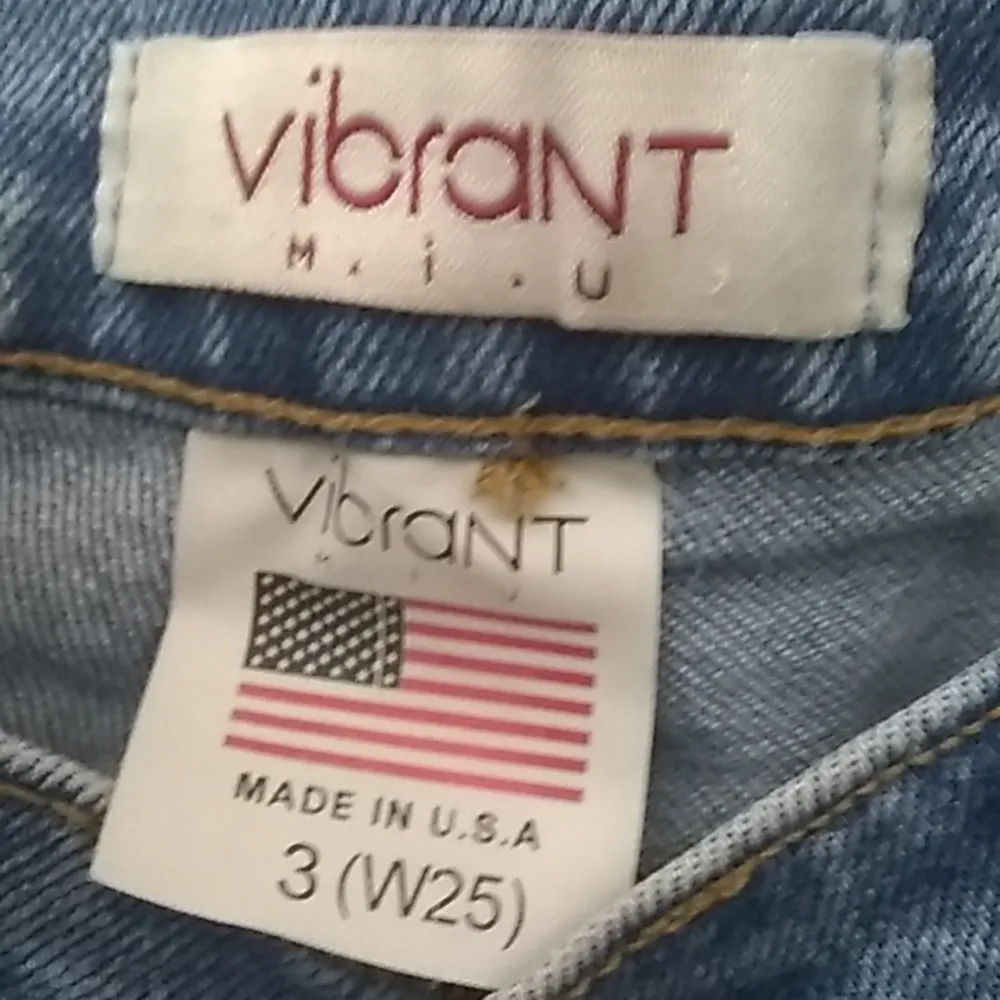 vibraNT
M.i.U
vibraNT
MADE IN U.S.A
3 (W25)